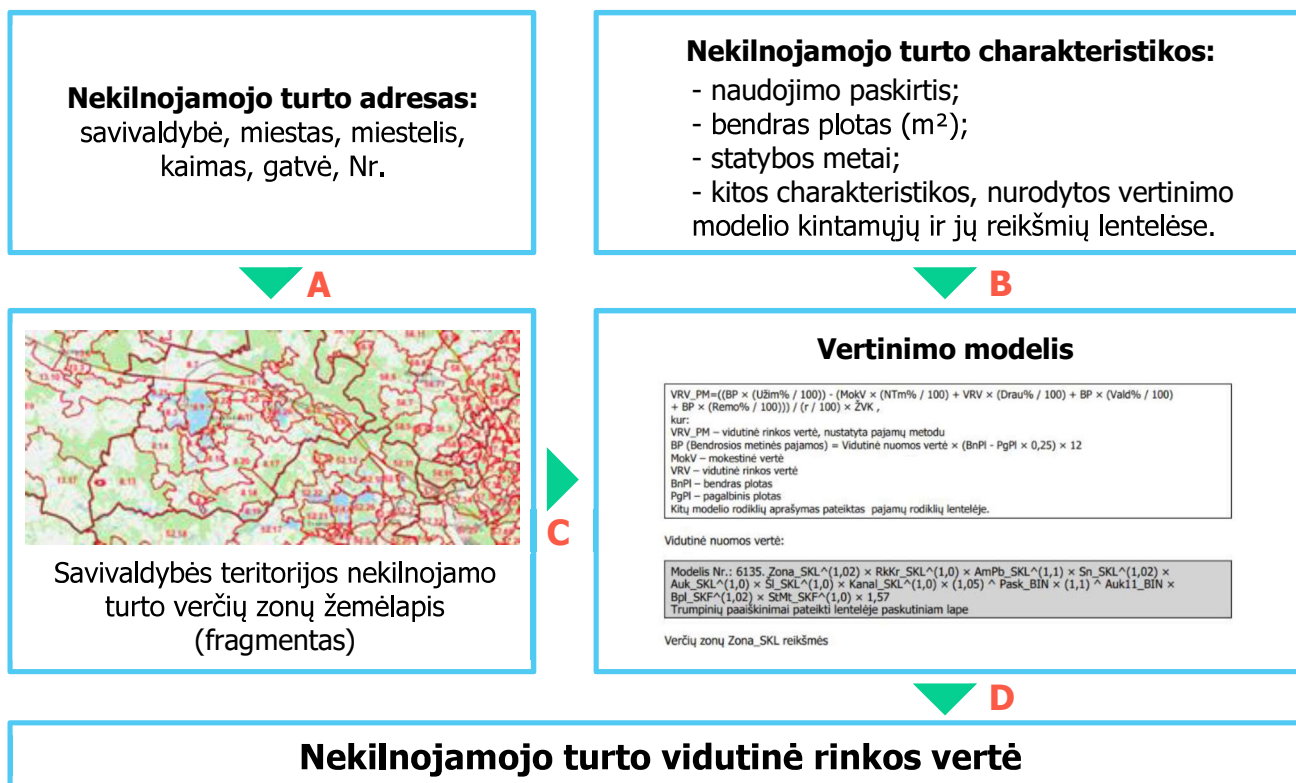 Nekilnojamojo turto adresas:
savivaldybė, miestas, miestelis,
kaimas, gatvė, Nr.
Nekilnojamojo turto charakteristikos:
- naudojimo paskirtis;
- bendras plotas (m²);
- statybos metai;
- kitos charakteristikos, nurodytos vertinimo
modelio kintamųjų ir jų reikšmių lentelėse.
A
B
Savivaldybės teritorijos nekilnojamo
turto verčių zonų žemėlapis
(fragmentas)
C
Vertinimo modelis
VRV_PM=((BP × (Užim% / 100)) - (MokV × (NTm% / 100) + VRV × (Drau% / 100) + BP × (Vald% / 100)
+ BP × (Remo% / 100))) / (r / 100) × ŽVK ,
kur:
VRV_PM – vidutinė rinkos vertė, nustatyta pajamų metodu
BP (Bendrosios metinės pajamos) = Vidutinė nuomos vertė × (BnPl - PgPl × 0,25) × 12
MokV – mokestinė vertė
VRV – vidutinė rinkos vertė
BnPl – bendras plotas
PgPl – pagalbinis plotas
Kitų modelio rodiklių aprašymas pateiktas pajamų rodiklių lentelėje.
Vidutinė nuomos vertė:
Modelis Nr.: 6135. Zona_SKL^(1,02) × RkKr_SKL^(1,0) × AmPb_SKL^(1,1) × Sn_SKL^(1,02) ×
Auk_SKL^(1,0) × Šl_SKL^(1,0) × Kanal_SKL^(1,0) × (1,05) ^ Pask_BIN × (1,1) ^ Auk11_BIN ×
Bpl_SKF^(1,02) × StMt_SKF^(1,0) × 1,57
Trumpinių paaiškinimai pateikti lentelėje paskutiniam lape
Verčių zonų Zona_SKL reikšmės
D
Nekilnojamojo turto vidutinė rinkos vertė